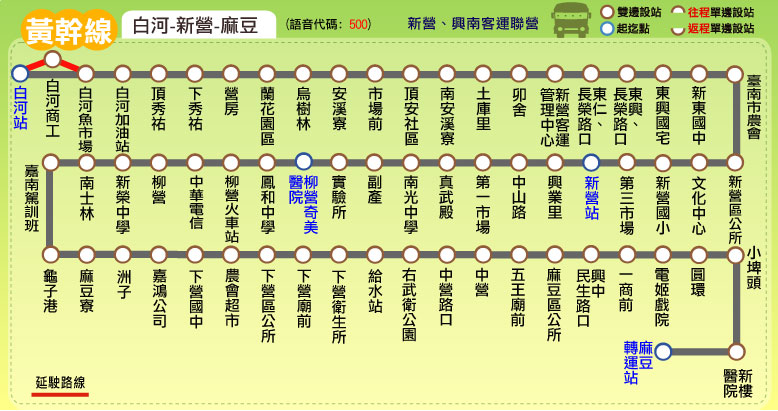 黃幹線
白河-新營-麻豆
(語音代碼: 500)
新營、興南客運聯營
雙邊設站
往程單邊設站
起迄點
返程單邊設站
白河站
白河商工
白河魚市場
白河加油站
頂秀祐
下秀祐
營房
蘭花園區
烏樹林
安溪寮
市場前
頂安社區
南安溪寮
土庫里
卯舍
新營客運管理中心
東仁、長榮路口
東興、長榮路口
東興國宅
新東國中
臺南市農會
新營區公所
文化中心
新營國小
第三市場
新營站
興業里
中山路
第一市場
真武殿
南光中學
副產
實驗所
柳營奇美醫院
鳳和中學
柳營火車站
中華電信
柳營
新榮中學
南士林
嘉南駕訓班
龜子港
麻豆寮
洲子
嘉鴻公司
下營國中
農會超市
下營區公所
下營廟前
下營衛生所
給水站
右武衛公園
中營路口
中營
五王廟前
麻豆區公所
興中民生路口
一商前
電姬戲院
圓環
小埤頭
新樓醫院
麻豆轉運站
延駛路線